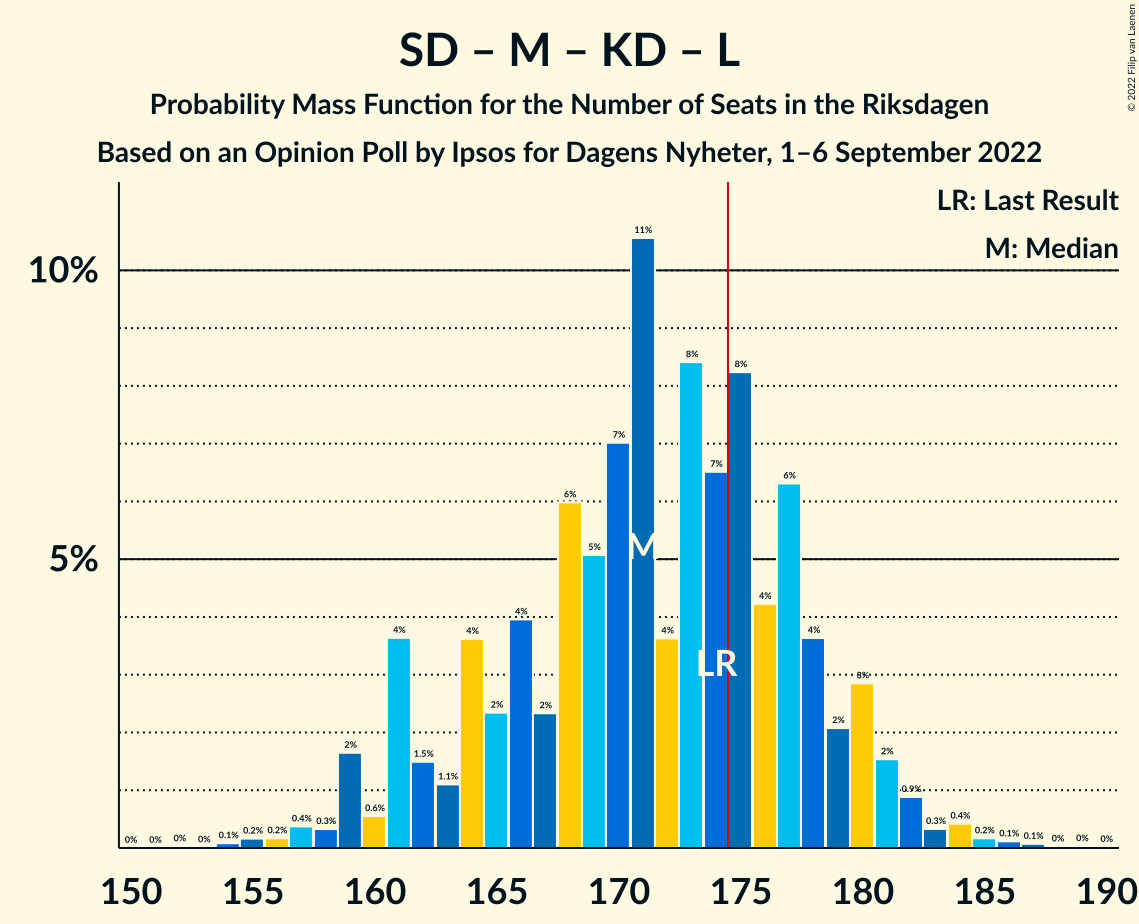 SD – M – KD – L
Probability Mass Function for the Number of Seats in the Riksdagen
Based on an Opinion Poll by Ipsos for Dagens Nyheter, 1–6 September 2022
© 2022 Filip van Laenen
LR: Last Result
M: Median
10%
5%
0% 0% 0% 0% 0.1% 0.2% 0.2% 0.4% 0.3% 2% 0.6% 4% 1.5% 1.1% 4% 2% 4% 2% 6% 5% 7% 11% 4% 8% 7% 8% 4% 6% 4% 2% 2% 0.9% 0.3% 0.4% 0.2% 0.1% 0.1% 0% 0% 0%
M
LR
150 155 160 165 170 175 180 185 190